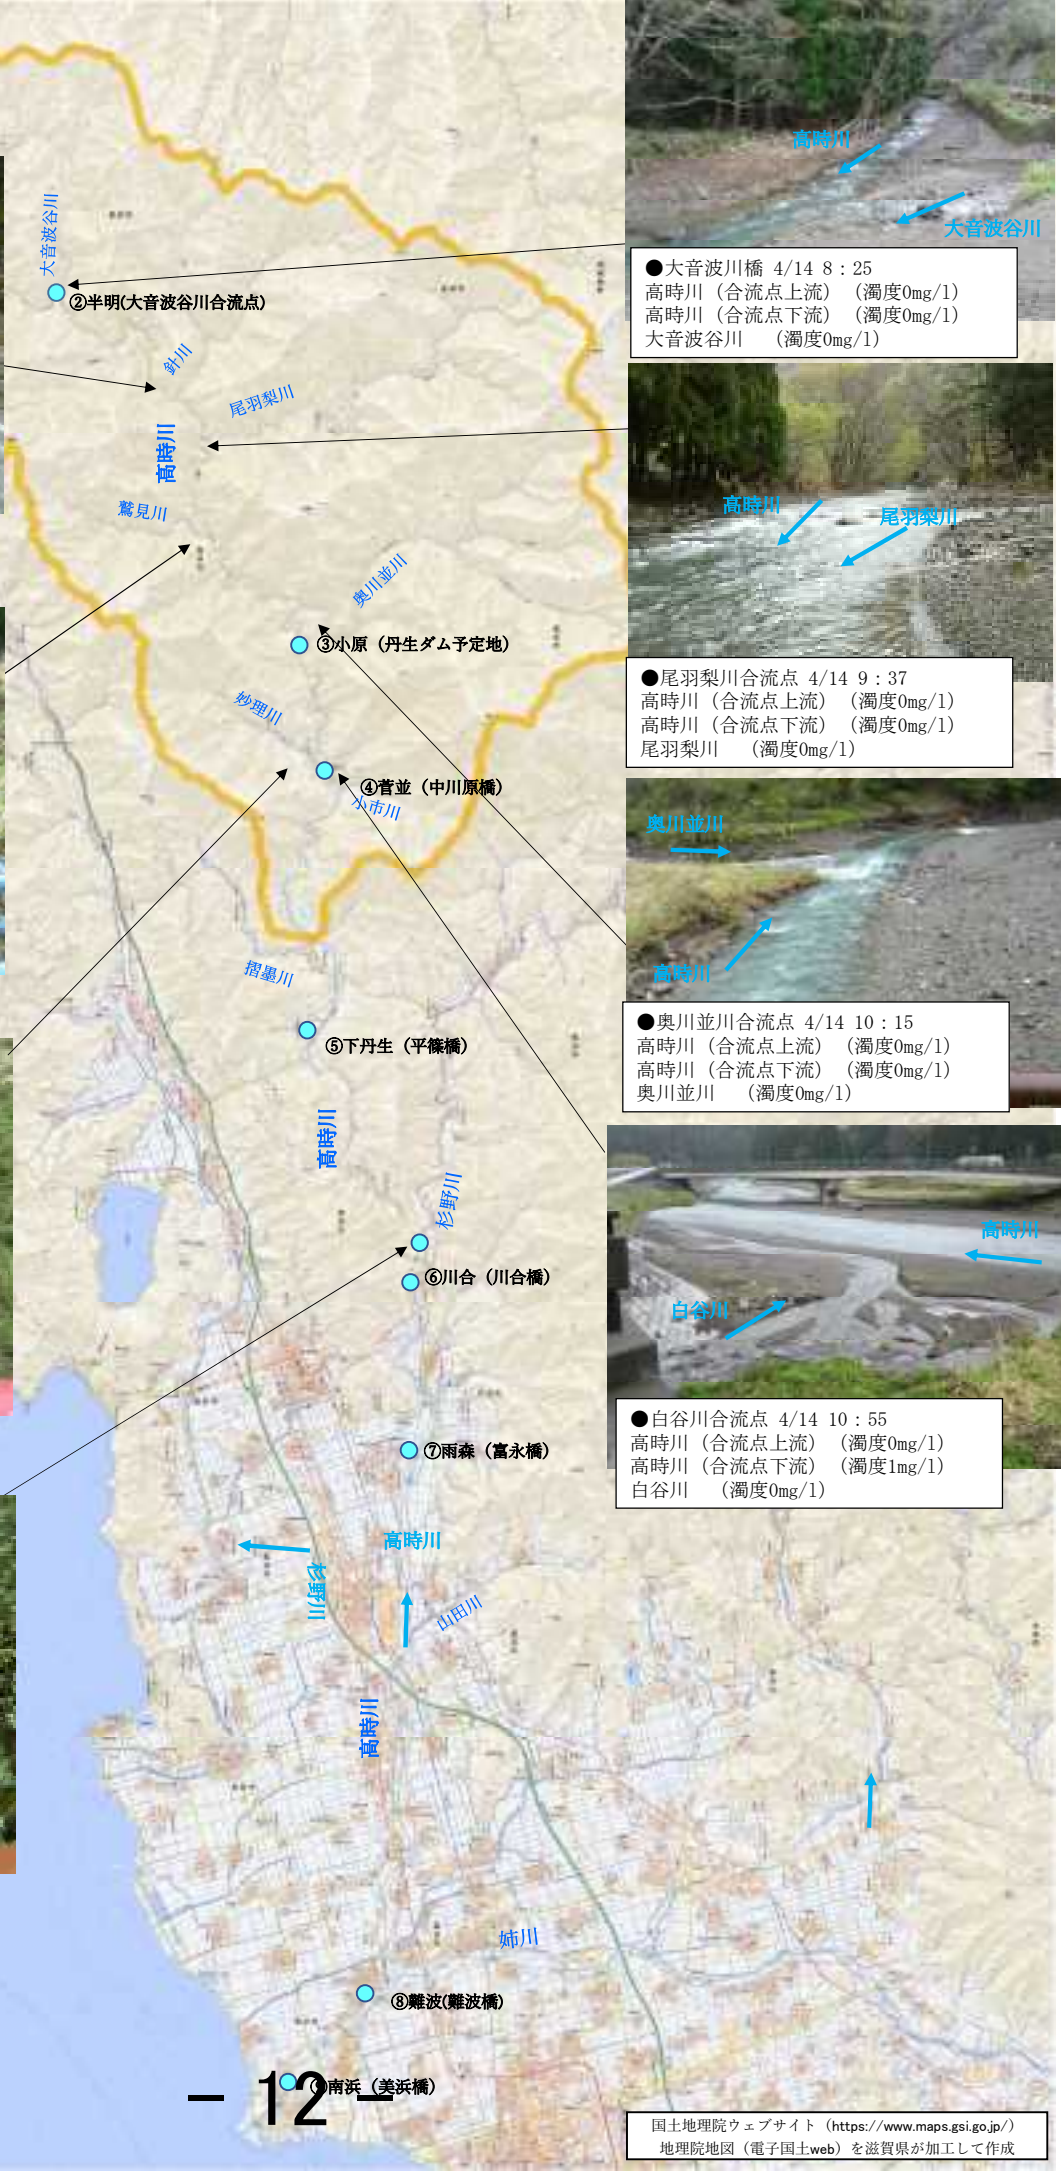 高時川
大音波谷川
●大音波川橋 4/14 8：25
高時川（合流点上流）（濁度0mg/l）
高時川（合流点下流）（濁度0mg/l）
大音波谷川　（濁度0mg/l）
大音波谷川
②半明(大音波谷川合流点)
針川
尾羽梨川
高時川
鷲見川
高時川
尾羽梨川
●尾羽梨川合流点 4/14 9：37
高時川（合流点上流）（濁度0mg/l）
高時川（合流点下流）（濁度0mg/l）
尾羽梨川　（濁度0mg/l）
奥川並川
③小原（丹生ダム予定地）
妙理川
④菅並（中川原橋）
小市川
奥川並川
高時川
●奥川並川合流点 4/14 10：15
高時川（合流点上流）（濁度0mg/l）
高時川（合流点下流）（濁度0mg/l）
奥川並川　（濁度0mg/l）
摺墨川
⑤下丹生（平篠橋）
高時川
杉野川
⑥川合（川合橋）
高時川
白谷川
●白谷川合流点 4/14 10：55
高時川（合流点上流）（濁度0mg/l）
高時川（合流点下流）（濁度1mg/l）
白谷川　（濁度0mg/l）
⑦雨森（富永橋）
高時川
杉野川
山田川
高時川
姉川
⑧難波(難波橋)
⑨南浜（美浜橋）
－ 12 －
国土地理院ウェブサイト（https://www.maps.gsi.go.jp/）
地理院地図（電子国土web）を滋賀県が加工して作成